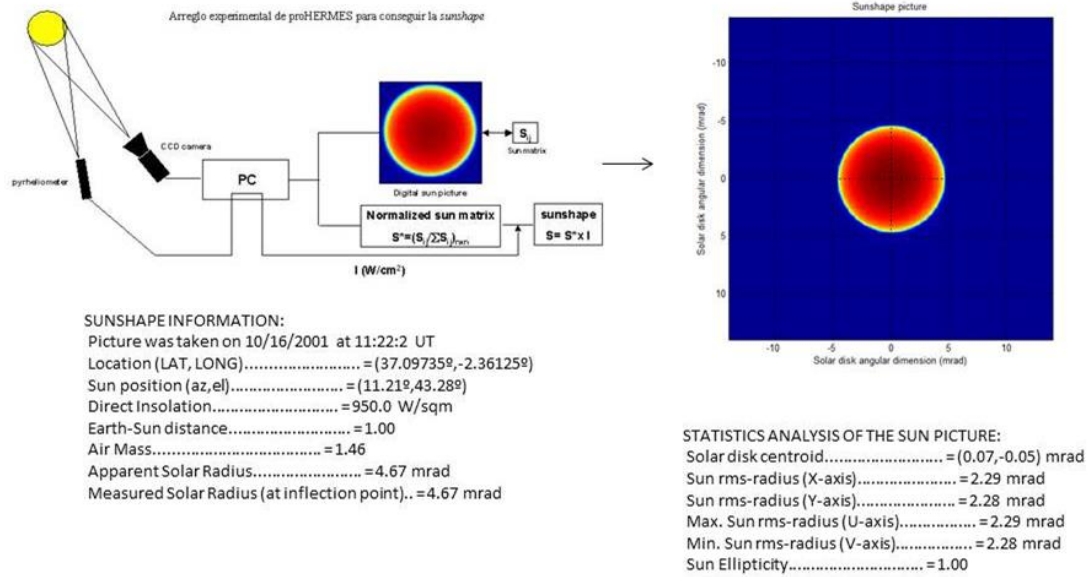 Arreglo experimental de proHERMES para conseguir la sunshape
CCD camera
pyrheliometer
PC
Digital sun picture
Sij
Sun matrix
Normalized sun matrix
S*=(Sij/ΣSij)nxn
sunshape
S= S*x I
I (W/cm²)
Sunshape picture
Solar disk angular dimension (mrad)
-10
-5
0
5
10
-10
-5
0
5
10
Solar disk angular dimension (mrad)
SUNSHAPE INFORMATION:
Picture was taken on 10/16/2001 at 11:22:2 UT
Location (LAT, LONG).......................... =(37.09735º,-2.36125º)
Sun position (az,el)............................ =(11.21º,43.28º)
Direct Insolation............................... =950.0 W/sqm
Earth-Sun distance.............................. =1.00
Air Mass...................................... =1.46
Apparent Solar Radius.................... =4.67 mrad
Measured Solar Radius (at inflection point).. =4.67 mrad
STATISTICS ANALYSIS OF THE SUN PICTURE:
Solar disk centroid............................ =(0.07,-0.05) mrad
Sun rms-radius (X-axis)...................... =2.29 mrad
Sun rms-radius (Y-axis)...................... =2.28 mrad
Max. Sun rms-radius (U-axis)................. =2.29 mrad
Min. Sun rms-radius (V-axis)................. =2.28 mrad
Sun Ellipticity............................... =1.00